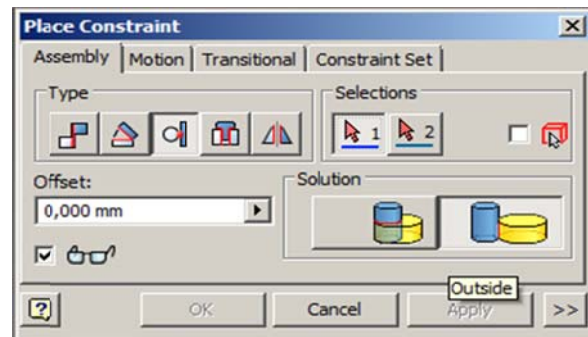 Place Constraint
Assembly Motion Transitional Constraint Set
Type
Selections
1 2
Offset:
0,000 mm
Solution
Outside
? OK Cancel Apply >>